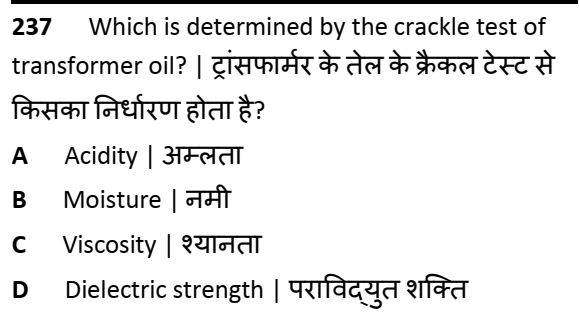 237 Which is determined by the crackle test of
transformer oil? | ट्रांसफार्मर के तेल के क्रैकल टेस्ट से
किसका निर्धारण होता है?
A Acidity | अम्लता
B Moisture | नमी
C Viscosity | श्यानता
D Dielectric strength | पराविद्युत शक्ति